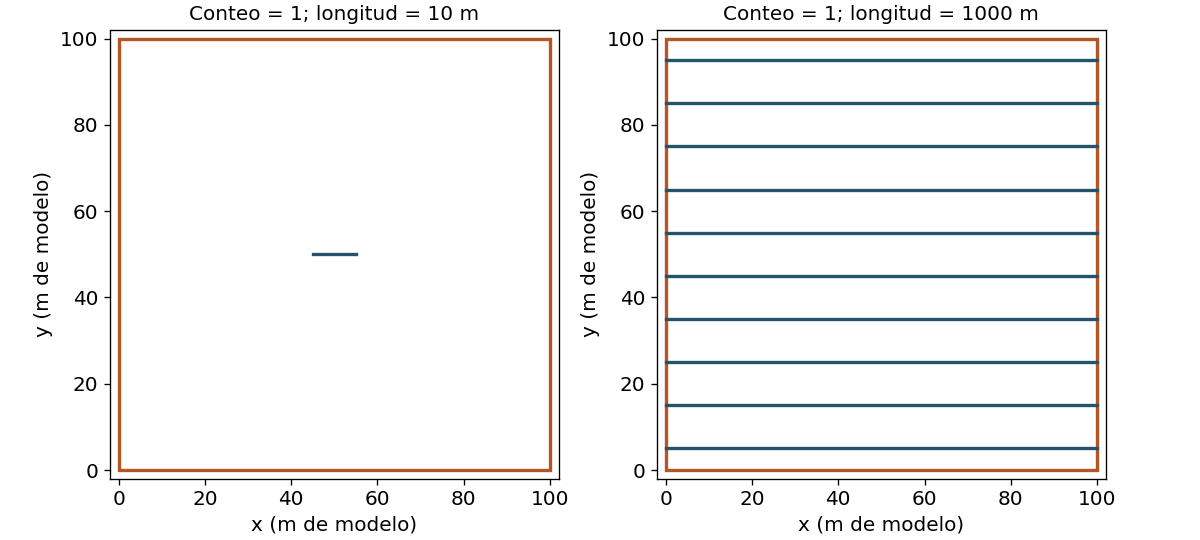 Conteo = 1; longitud = 10 m
100
80
60
40
20
0
y (m de modelo)
0 20 40 60 80 100
x (m de modelo)
Conteo = 1; longitud = 1000 m
100
80
60
40
20
0
y (m de modelo)
0 20 40 60 80 100
x (m de modelo)